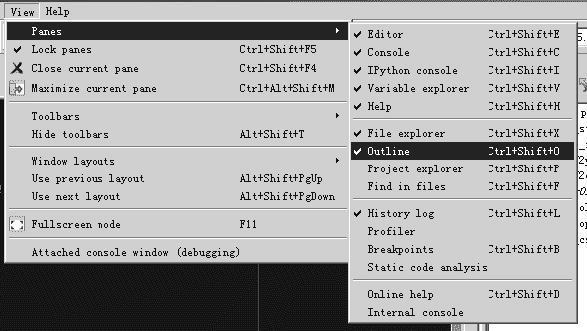 View Help
Panes
Lock panes Ctrl+Shift+F5
Close current pane Ctrl+Shift+F4
Maximize current pane Ctrl+Alt+Shift+M
Toolbars
Hide toolbars Alt+Shift+T
Window layouts
Use previous layout Alt+Shift+PgUp
Use next layout Alt+Shift+PgDown
Fullscreen mode F11
Attached console window (debugging)
Editor Ctrl+Shift+E
Console Ctrl+Shift+C
IPython console Ctrl+Shift+I
Variable explorer Ctrl+Shift+V
Help Ctrl+Shift+H
File explorer Ctrl+Shift+X
Outline Ctrl+Shift+O
Project explorer Ctrl+Shift+P
Find in files Ctrl+Shift+F
History log Ctrl+Shift+L
Profiler
Breakpoints Ctrl+Shift+B
Static code analysis
Online help Ctrl+Shift+D
Internal console